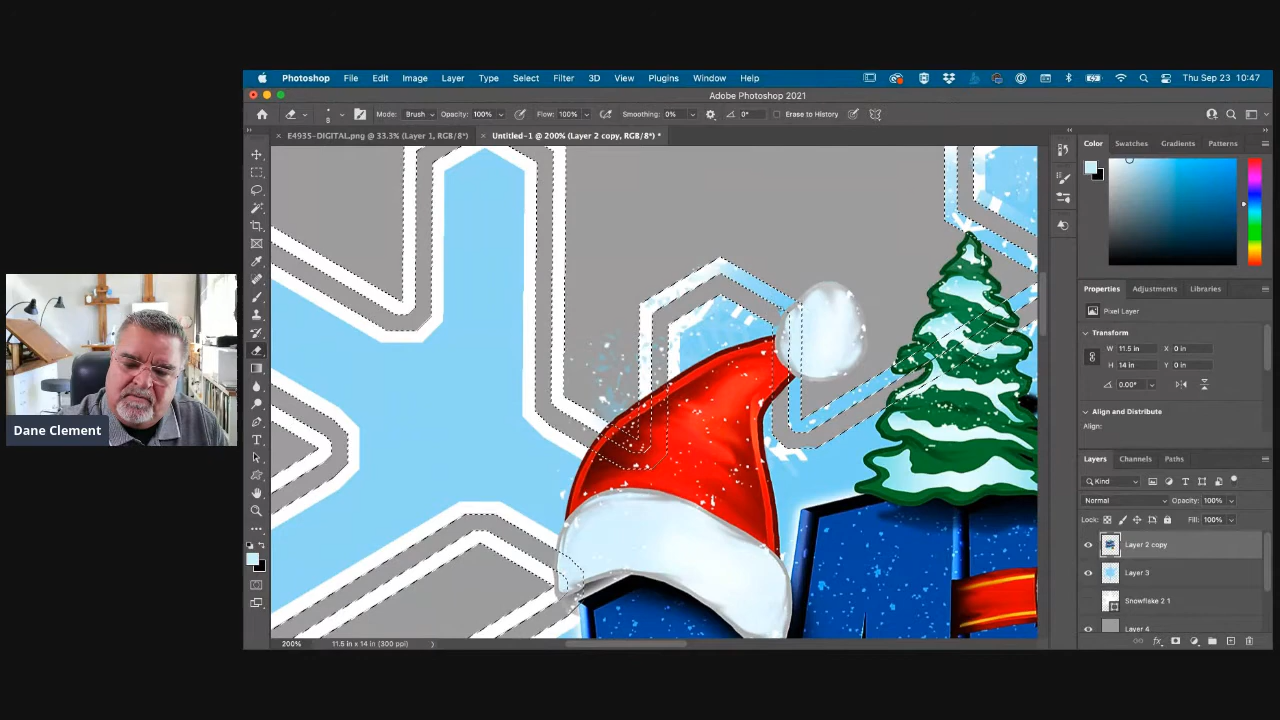 Photoshop File Edit Image Layer Type Select Filter 3D View Plugins Window Help Thu Sep 23 10:47
Adobe Photoshop 2021
8 Mode: Brush Opacity: 100% Flow: 100% Smoothing: 0% 0° Erase to History
E4935-DIGITAL.png @ 33.3% (Layer 1, RGB/8*) Untitled-1 @ 200% (Layer 2 copy, RGB/8*) *
Color Swatches Gradients Patterns
Properties Adjustments Libraries
Pixel Layer
Transform
W 11.5 in X 0 in
H 14 in Y 0 in
0.00°
Align and Distribute
Align:
Layers Channels Paths
Kind
Normal Opacity: 100%
Lock: Fill: 100%
Layer 2 copy
Layer 3
Snowflake 2 1
Layer 4
200% 11.5 in x 14 in (300 ppi)
Dane Clement